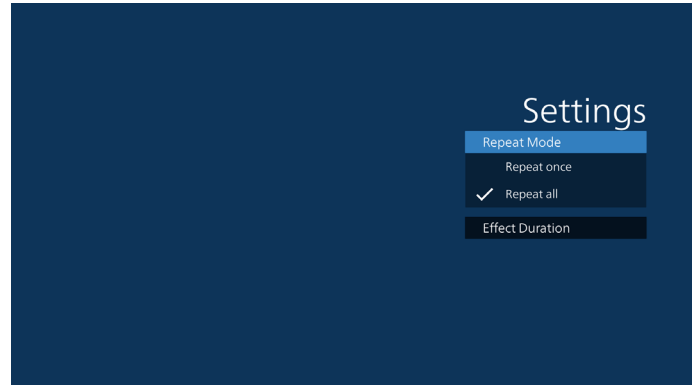 Settings
Repeat Mode
Repeat once
Repeat all
Effect Duration